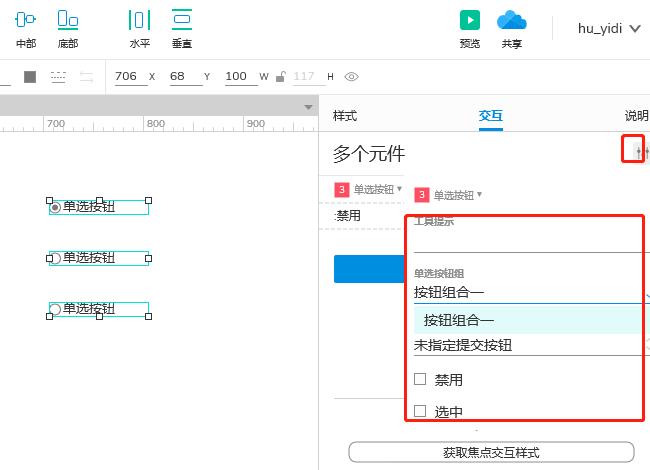 中部 底部 水平 垂直 预览 共享 hu_yidi
706 X 68 Y 100 W 117 H
700 800 900
样式 交互 说明
多个元件
3 单选按钮
3 单选按钮
:禁用
工具提示
单选按钮
单选按钮
单选按钮
单选按钮组
按钮组合一
按钮组合一
未指定提交按钮
禁用
选中
获取焦点交互样式